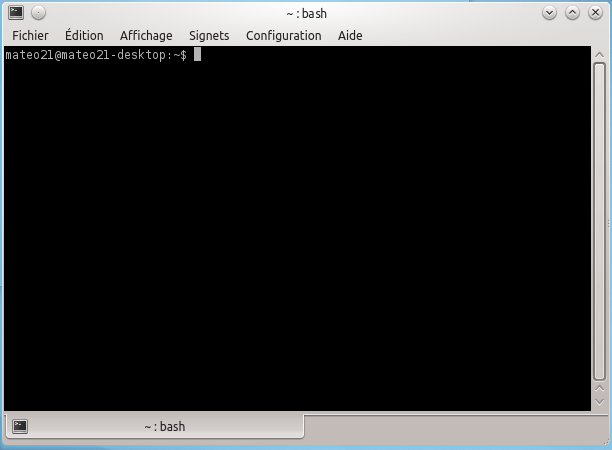 ~ : bash
Fichier Édition Affichage Signets Configuration Aide
mateo21@mateo21-desktop:~$
~ : bash